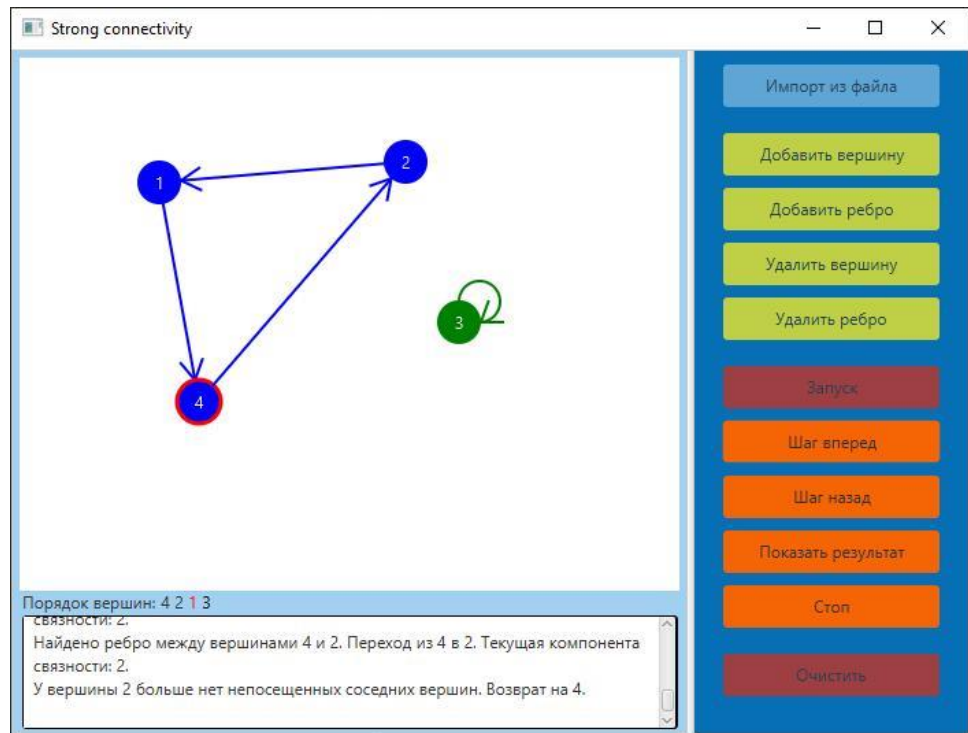 Strong connectivity
Импорт из файла
Добавить вершину
Добавить ребро
Удалить вершину
Удалить ребро
Запуск
Шаг вперед
Шаг назад
Показать результат
Стоп
Очистить
1
2
3
4
Порядок вершин: 4 2 1 3
связности: 2.
Найдено ребро между вершинами 4 и 2. Переход из 4 в 2. Текущая компонента
связности: 2.
У вершины 2 больше нет непосещенных соседних вершин. Возврат на 4.